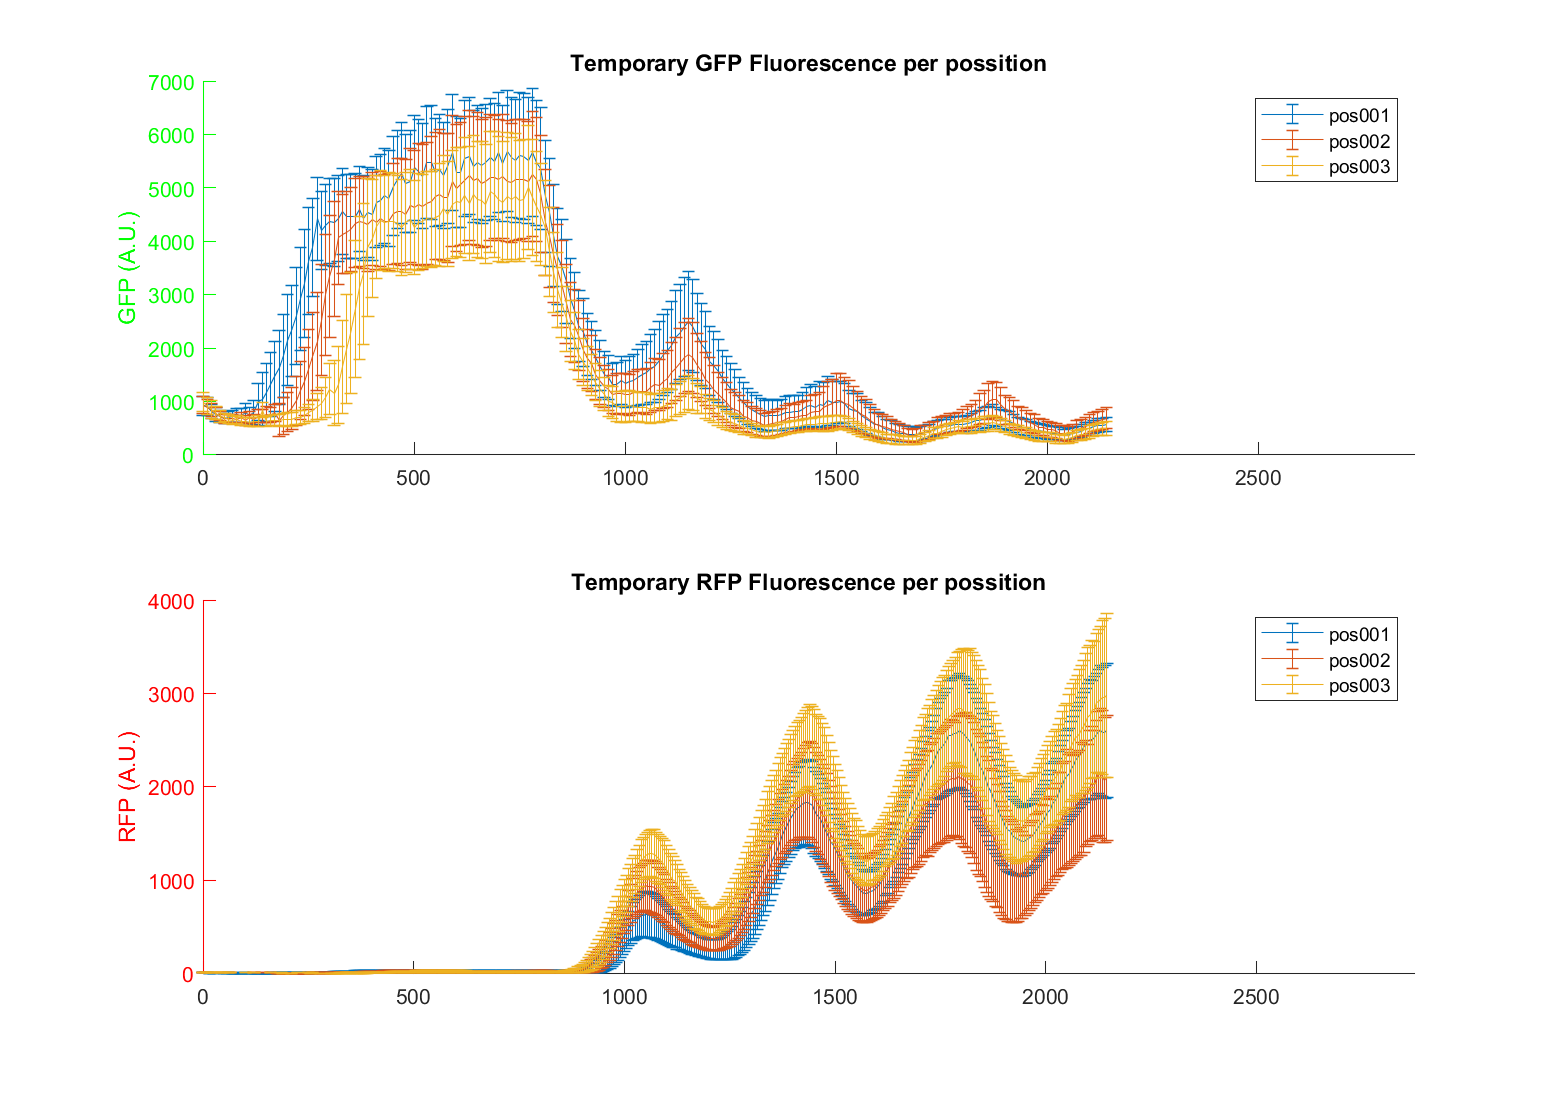 Temporary GFP Fluorescence per possition
GFP (A.U.)
7000
6000
5000
4000
3000
2000
1000
0
0 500 1000 1500 2000 2500
pos001
pos002
pos003
Temporary RFP Fluorescence per possition
RFP (A.U.)
4000
3000
2000
1000
0
0 500 1000 1500 2000 2500
pos001
pos002
pos003